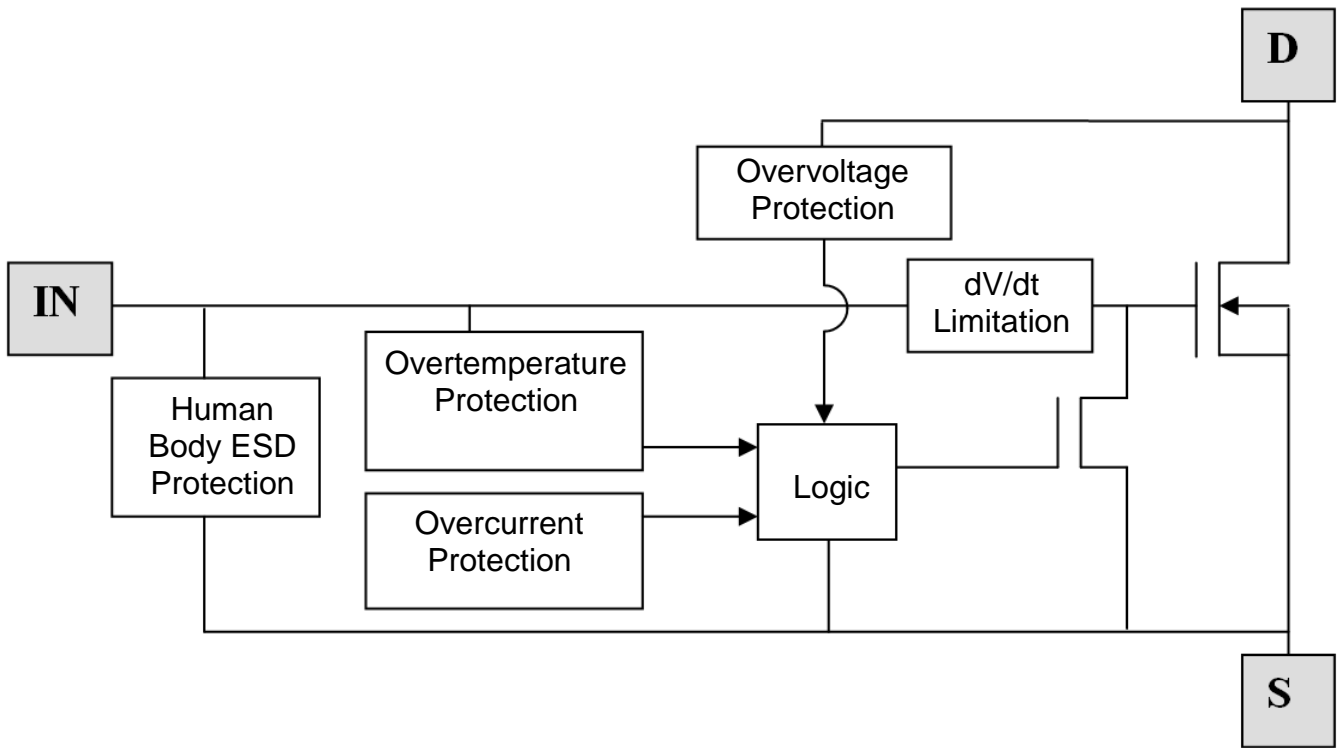 D
Overvoltage
Protection
IN
dV/dt
Limitation
Overtemperature
Protection
Human
Body ESD
Protection
Logic
Overcurrent
Protection
S